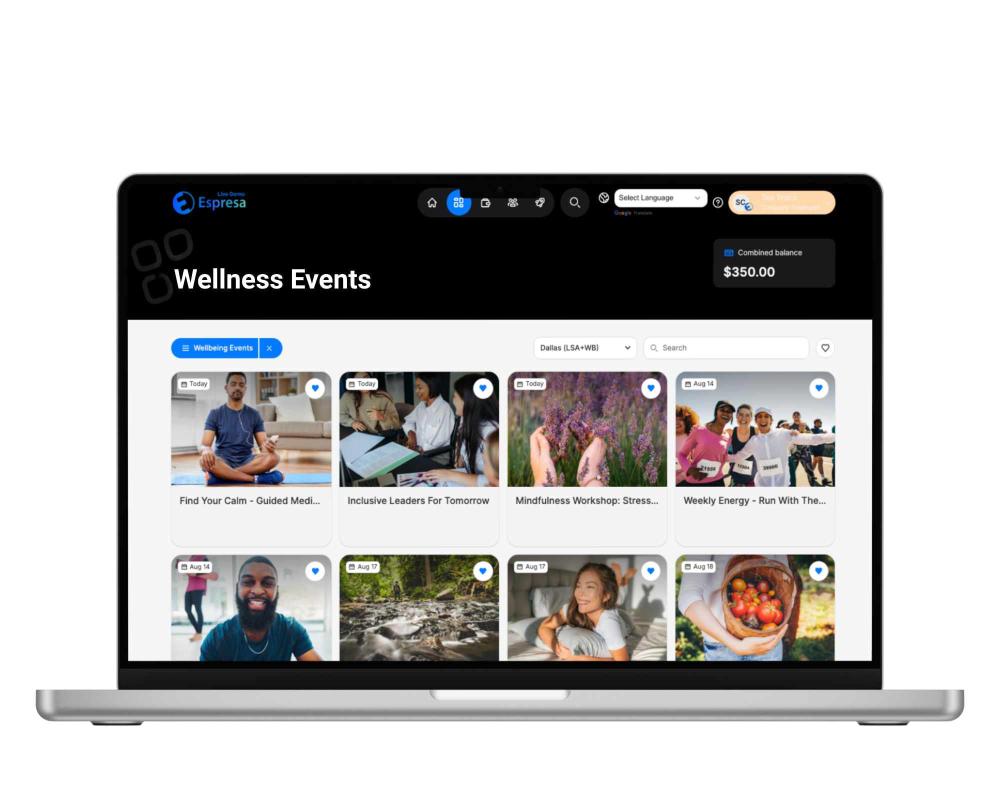 Live Demo
Espresa
Select Language
Google Translate
SC
Ted Trisco
Company Employee
Combined balance
$350.00
Wellness Events
Wellbeing Events
Dallas (LSA+WB)
Search
Today
Today
Today
Aug 14
21556
12304
39900
Find Your Calm - Guided Medi...
Inclusive Leaders For Tomorrow
Mindfulness Workshop: Stress...
Weekly Energy - Run With The...
Aug 14
Aug 17
Aug 17
Aug 18